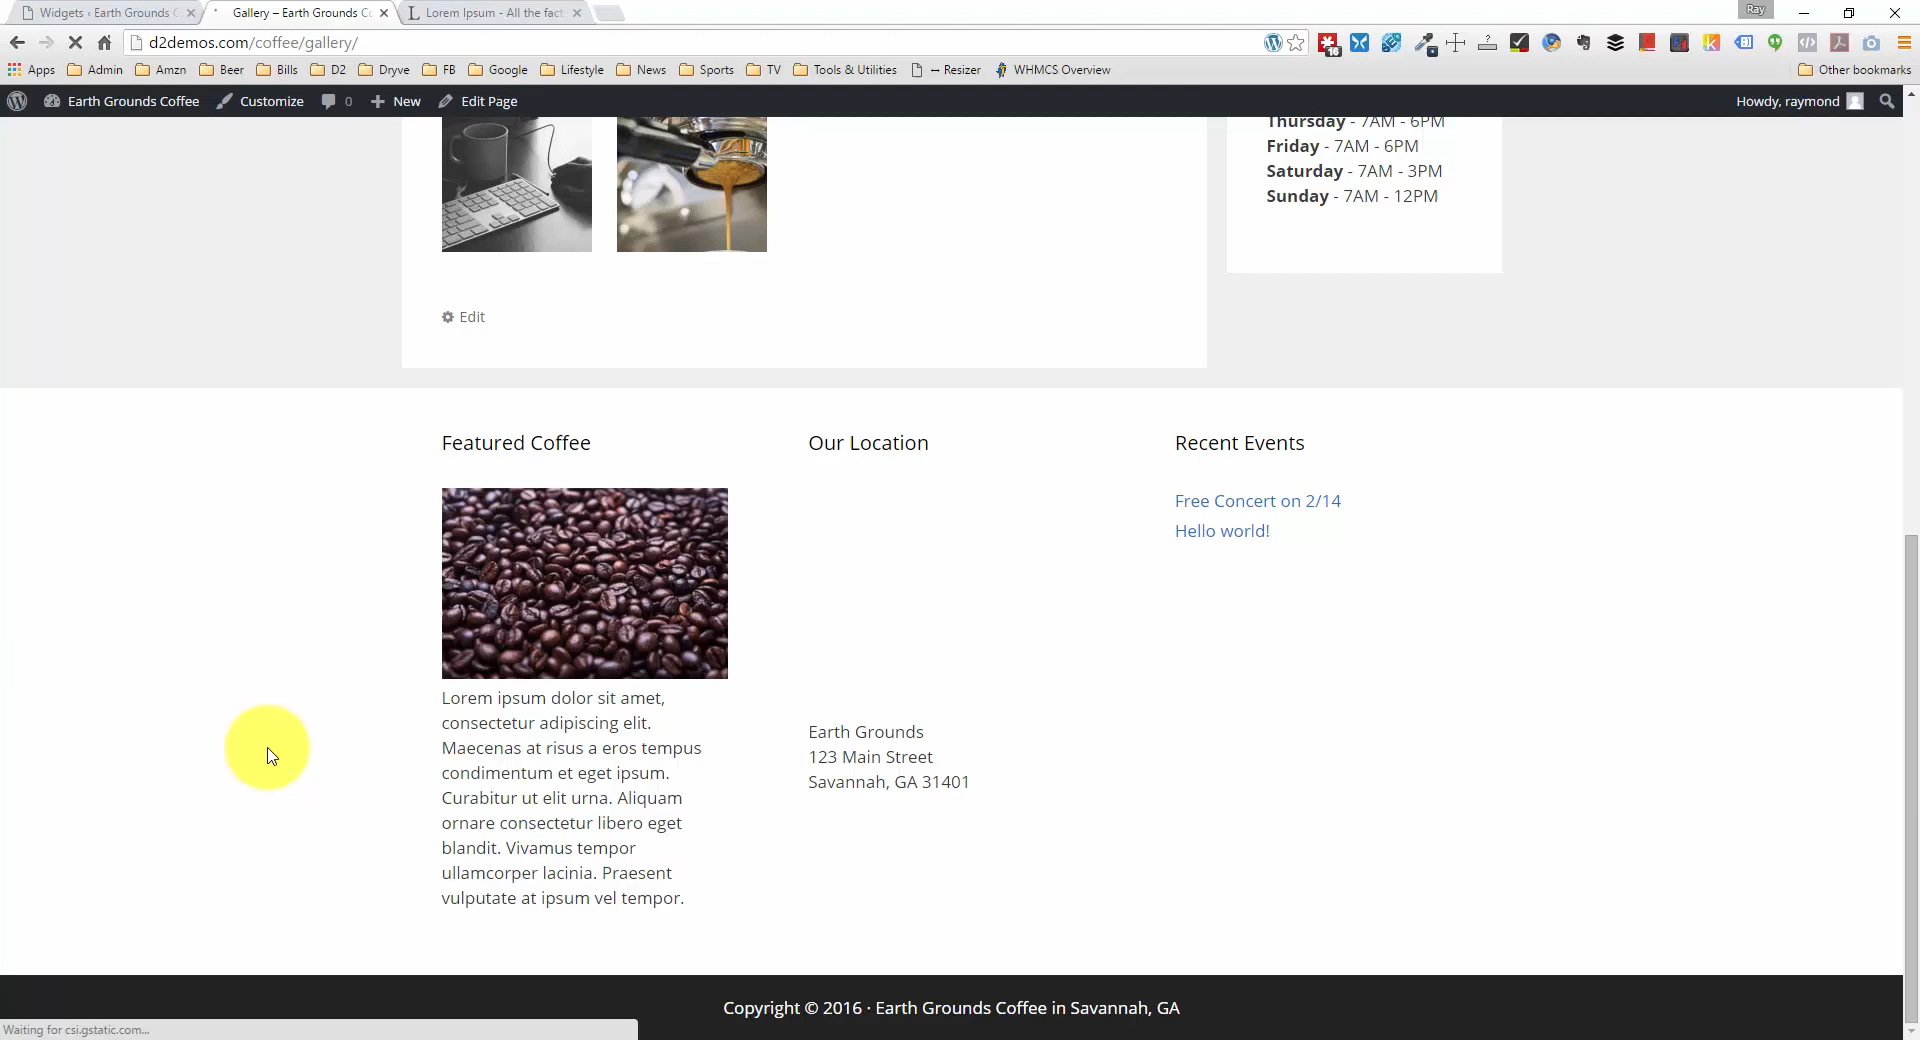 Widgets ‹ Earth Grounds C
Gallery – Earth Grounds Co
Lorem Ipsum - All the fact
Ray
d2demos.com/coffee/gallery/
16
Apps Admin Amzn Beer Bills D2 Dryve FB Google Lifestyle News Sports TV Tools & Utilities ↔ Resizer WHMCS Overview Other bookmarks
Earth Grounds Coffee Customize 0 New Edit Page Howdy, raymond
Thursday - 7AM - 6PM
Friday - 7AM - 6PM
Saturday - 7AM - 3PM
Sunday - 7AM - 12PM
Edit
Featured Coffee
Lorem ipsum dolor sit amet,
consectetur adipiscing elit.
Maecenas at risus a eros tempus
condimentum et eget ipsum.
Curabitur ut elit urna. Aliquam
ornare consectetur libero eget
blandit. Vivamus tempor
ullamcorper lacinia. Praesent
vulputate at ipsum vel tempor.
Our Location
Earth Grounds
123 Main Street
Savannah, GA 31401
Recent Events
Free Concert on 2/14
Hello world!
Copyright © 2016 · Earth Grounds Coffee in Savannah, GA
Waiting for csi.gstatic.com...